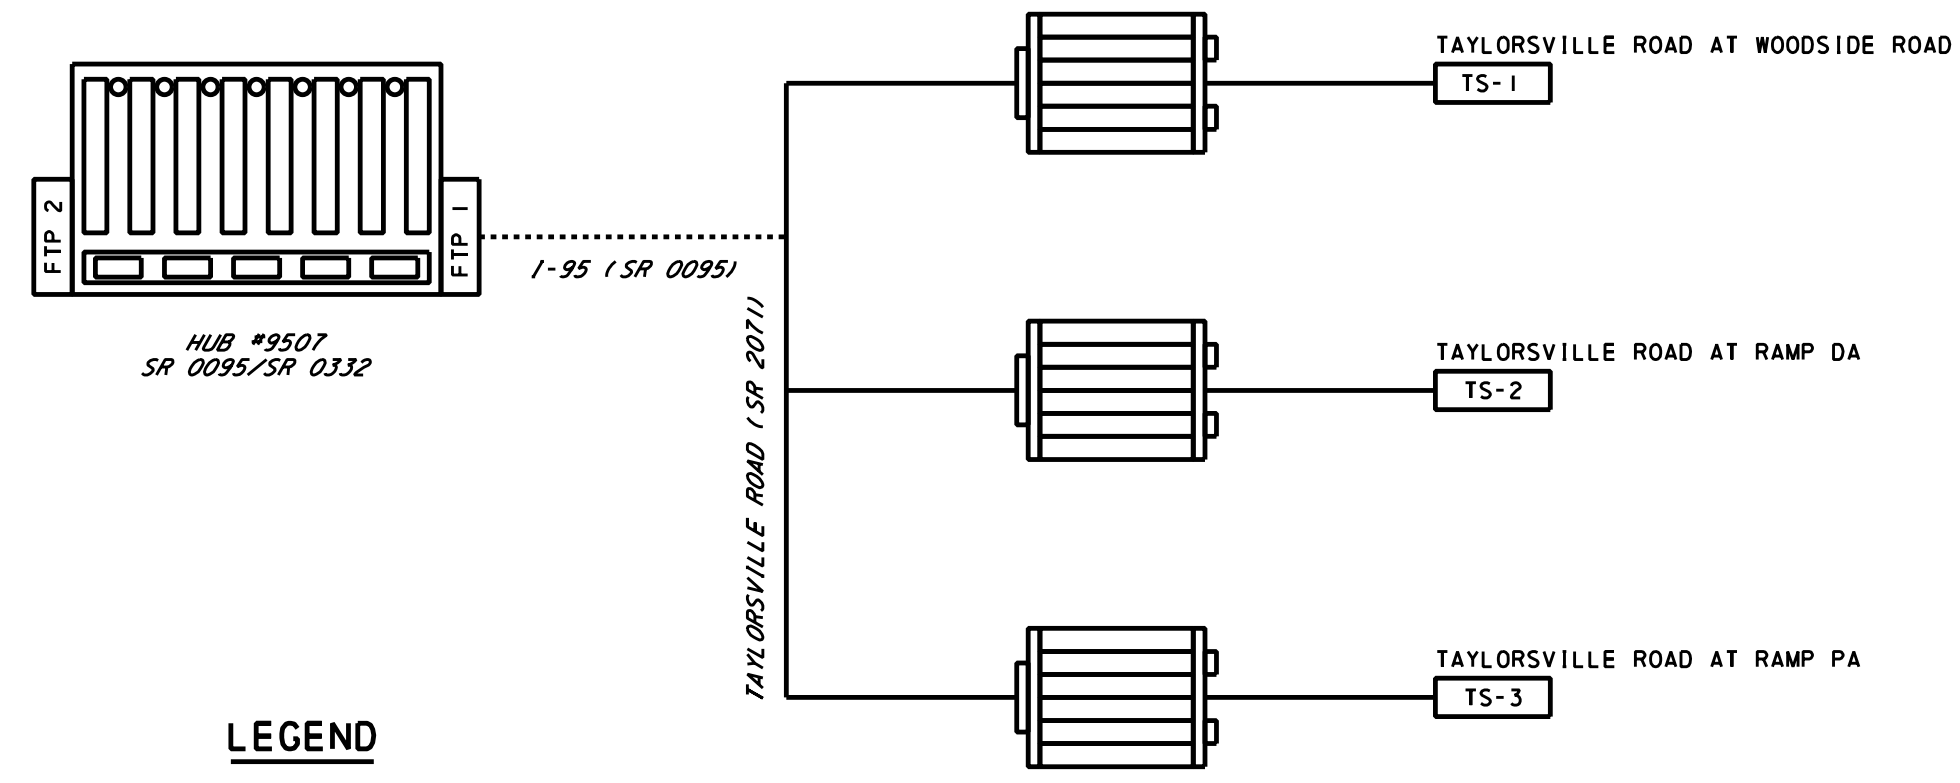 TAYLORSVILLE ROAD AT WOODSIDE ROAD
TS-1
FTP 2
FTP 1
I-95 (SR 0095)
HUB #9507
SR 0095/SR 0332
TAYLORSVILLE ROAD (SR 2071)
TAYLORSVILLE ROAD AT RAMP DA
TS-2
TAYLORSVILLE ROAD AT RAMP PA
TS-3
LEGEND